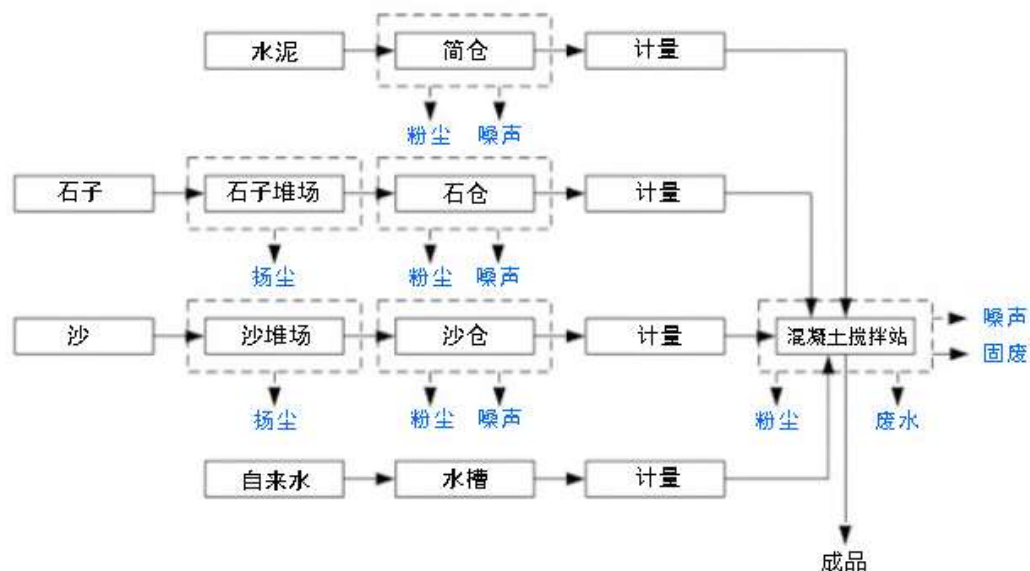 水泥
简仓
计量
粉尘
噪声
石子
石子堆场
石仓
计量
扬尘
粉尘
噪声
沙
沙堆场
沙仓
计量
混凝土搅拌站
噪声
固废
扬尘
粉尘
噪声
粉尘
废水
自来水
水槽
计量
成品